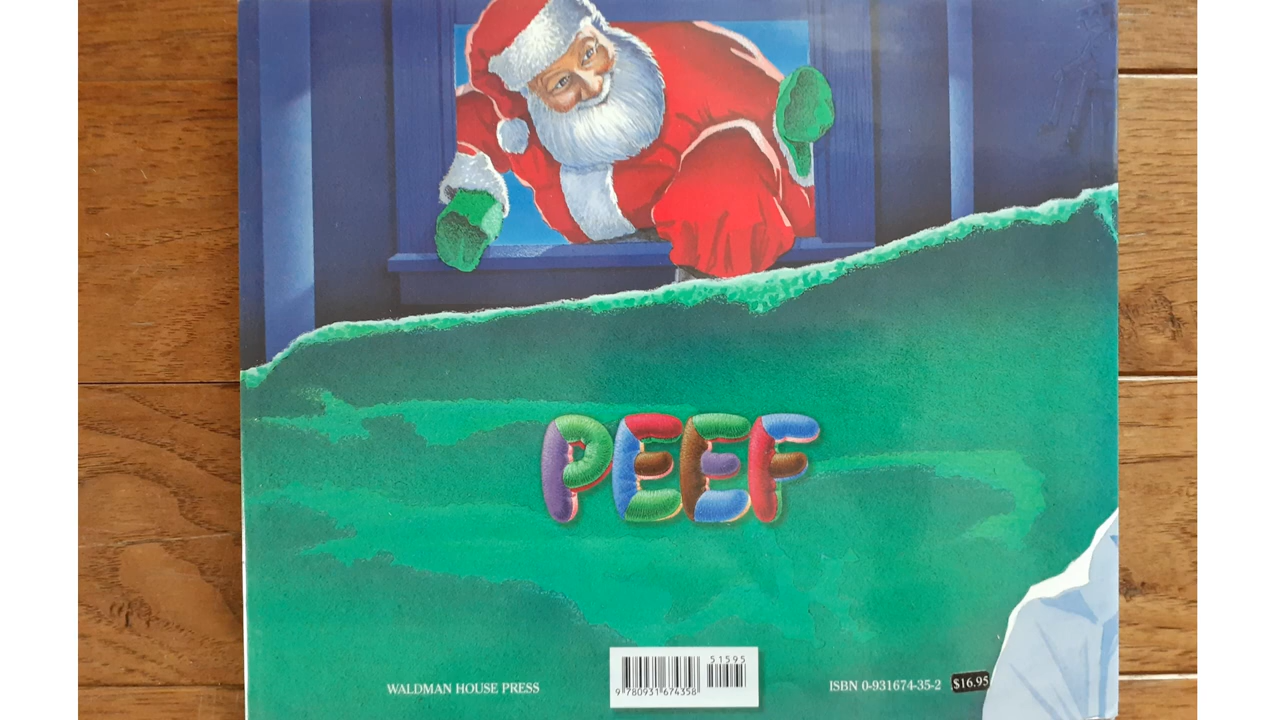 PEEF
WALDMAN HOUSE PRESS
51595
9 780931 674358
ISBN 0-931674-35-2
$16.95